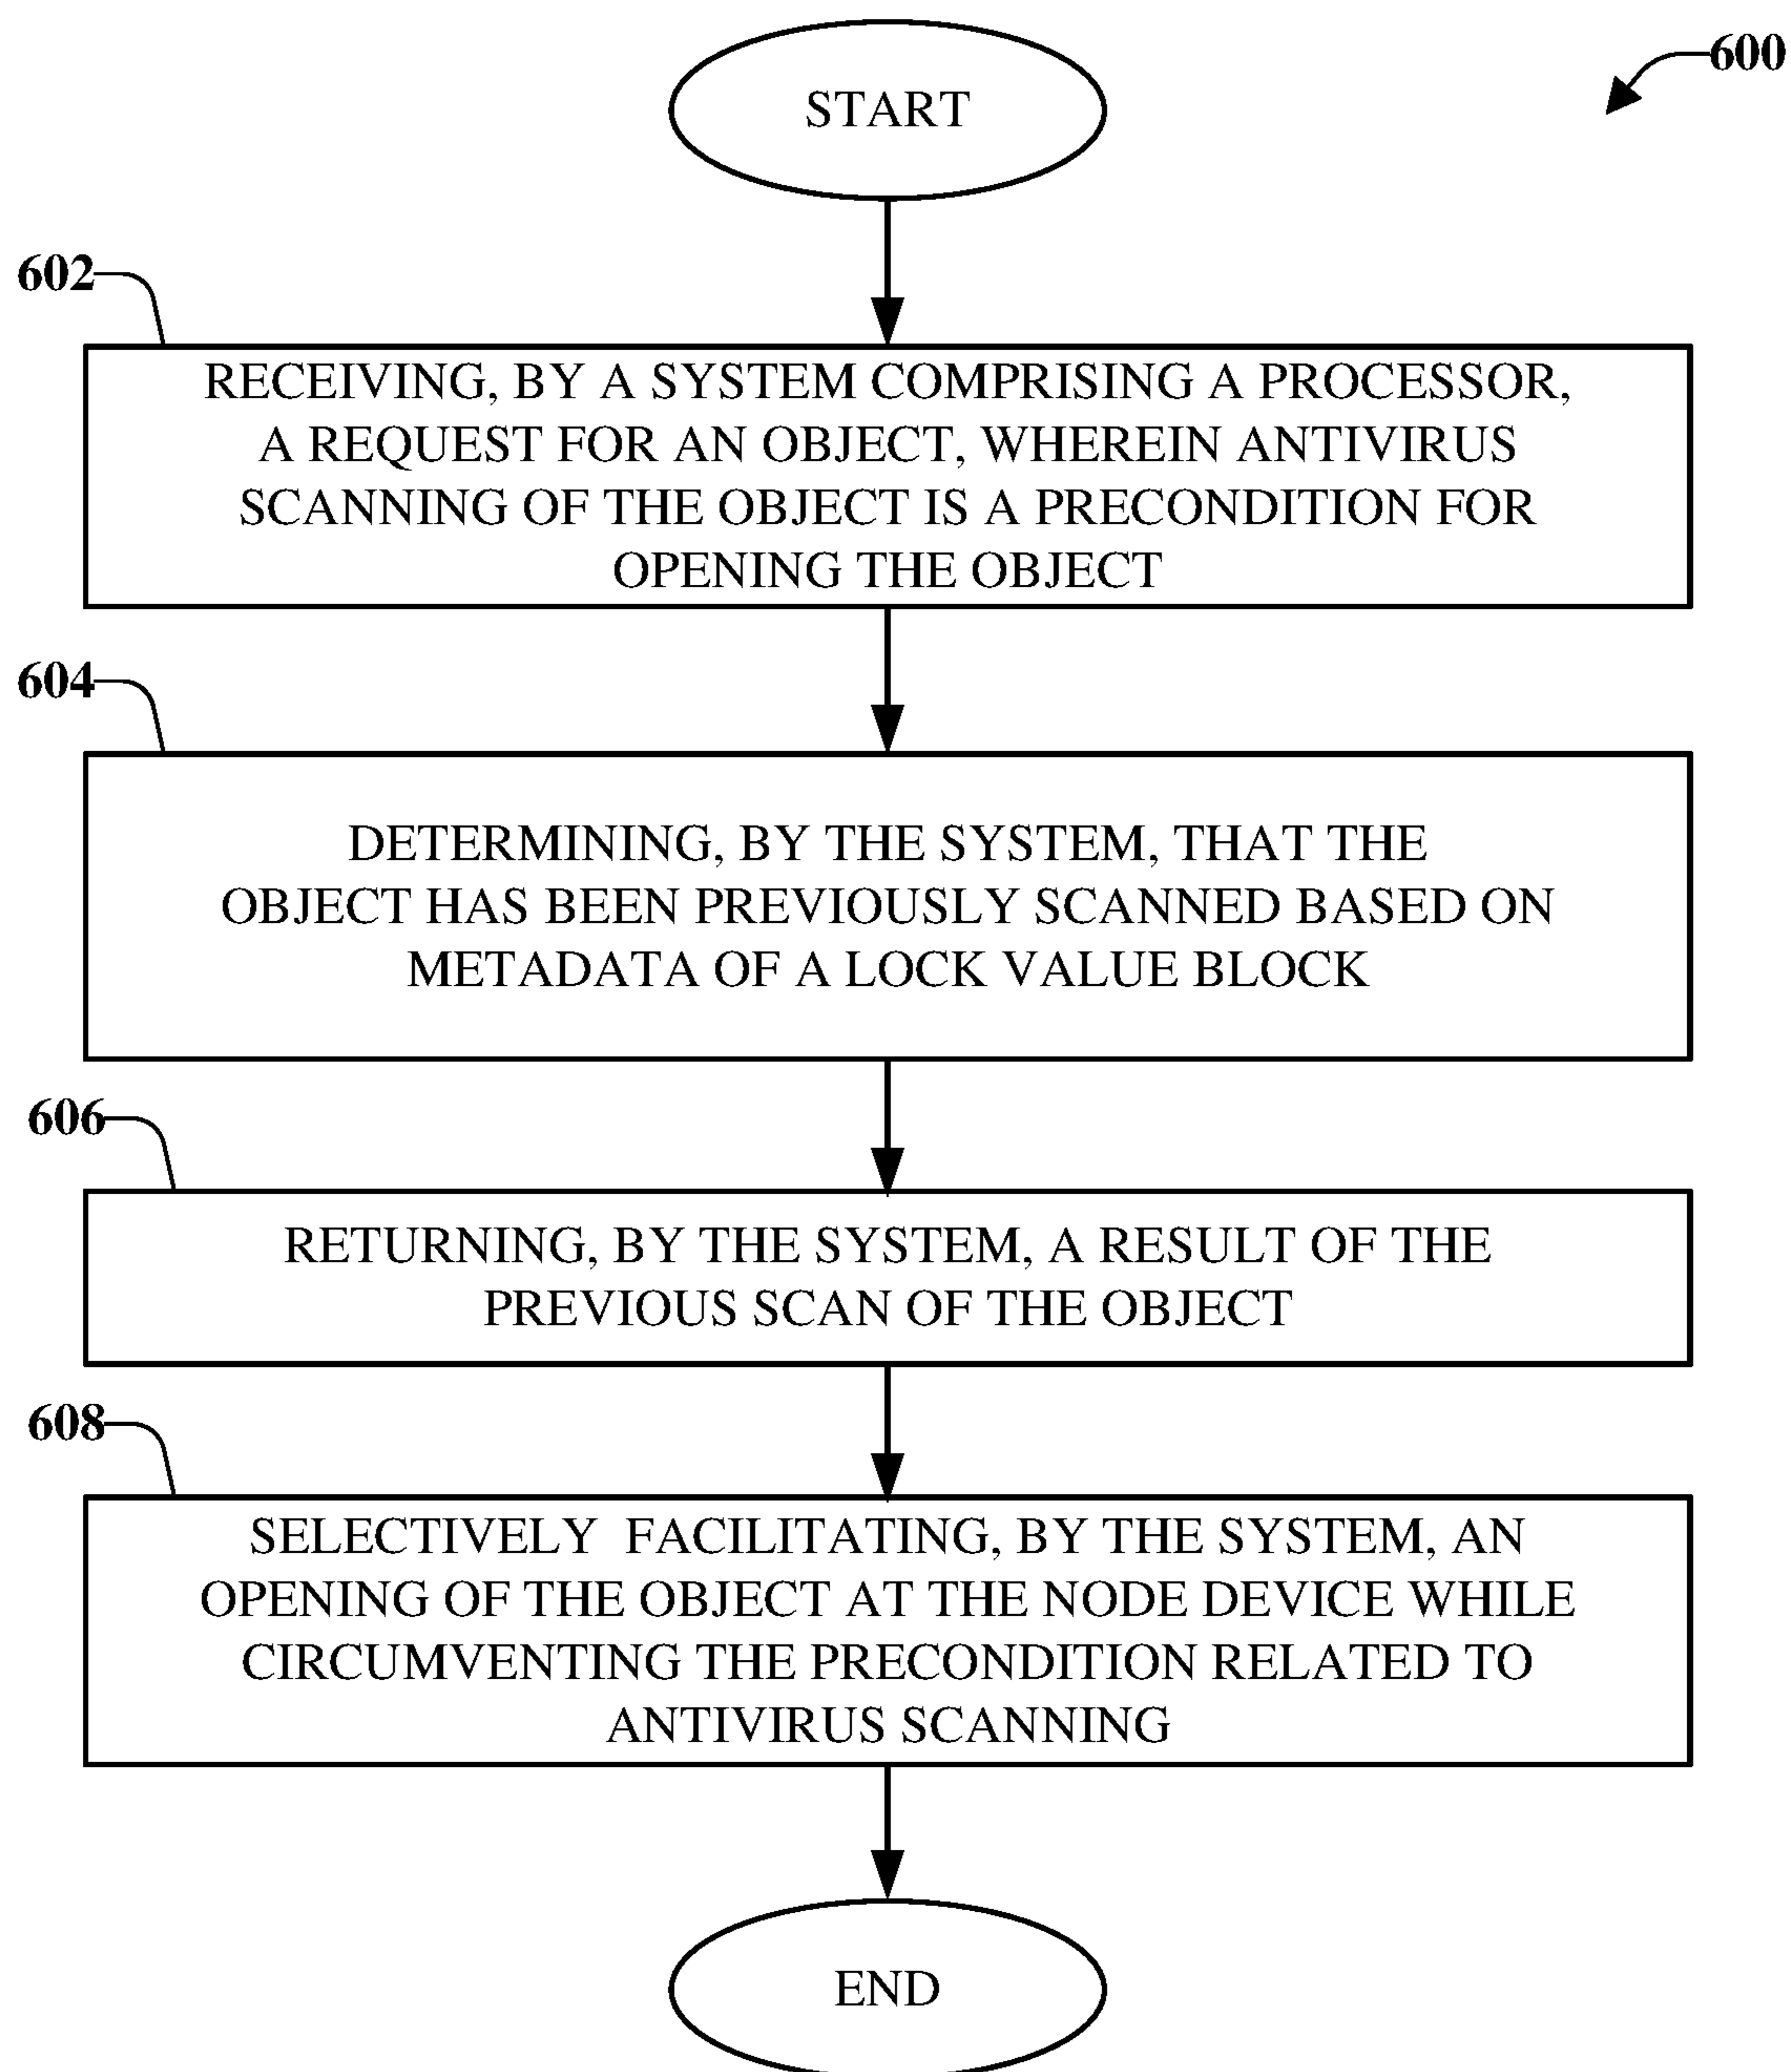 START
600
602
RECEIVING, BY A SYSTEM COMPRISING A PROCESSOR,
A REQUEST FOR AN OBJECT, WHEREIN ANTIVIRUS
SCANNING OF THE OBJECT IS A PRECONDITION FOR
OPENING THE OBJECT
604
DETERMINING, BY THE SYSTEM, THAT THE
OBJECT HAS BEEN PREVIOUSLY SCANNED BASED ON
METADATA OF A LOCK VALUE BLOCK
606
RETURNING, BY THE SYSTEM, A RESULT OF THE
PREVIOUS SCAN OF THE OBJECT
608
SELECTIVELY FACILITATING, BY THE SYSTEM, AN
OPENING OF THE OBJECT AT THE NODE DEVICE WHILE
CIRCUMVENTING THE PRECONDITION RELATED TO
ANTIVIRUS SCANNING
END